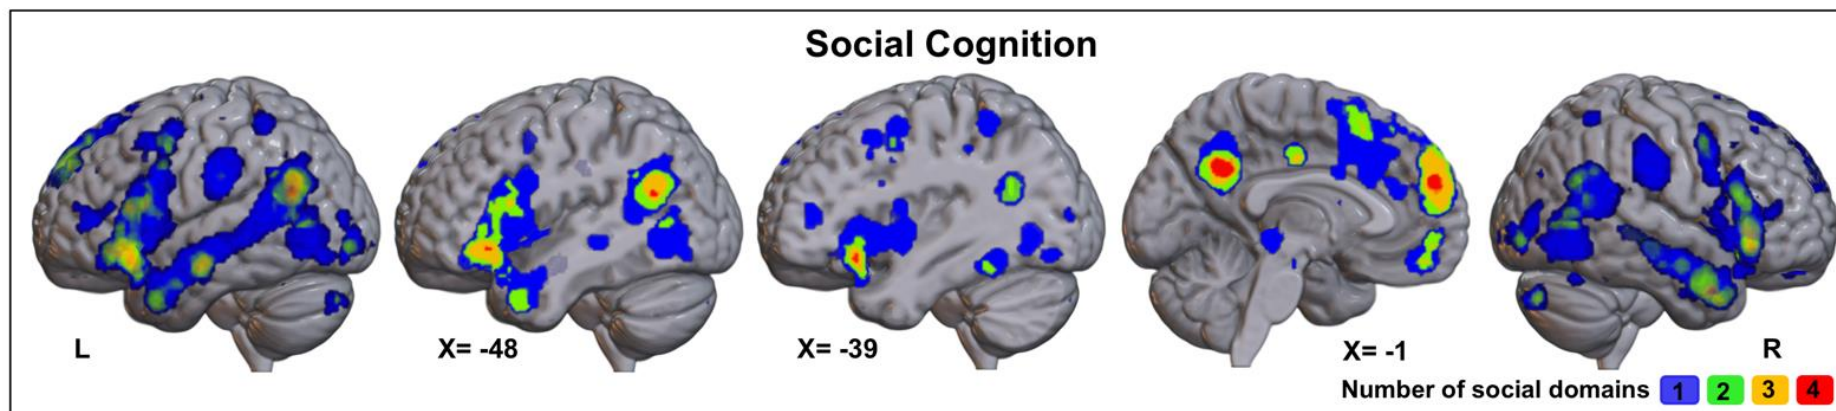 Social Cognition
L
X= -48
X= -39
X= -1
R
Number of social domains 1 2 3 4